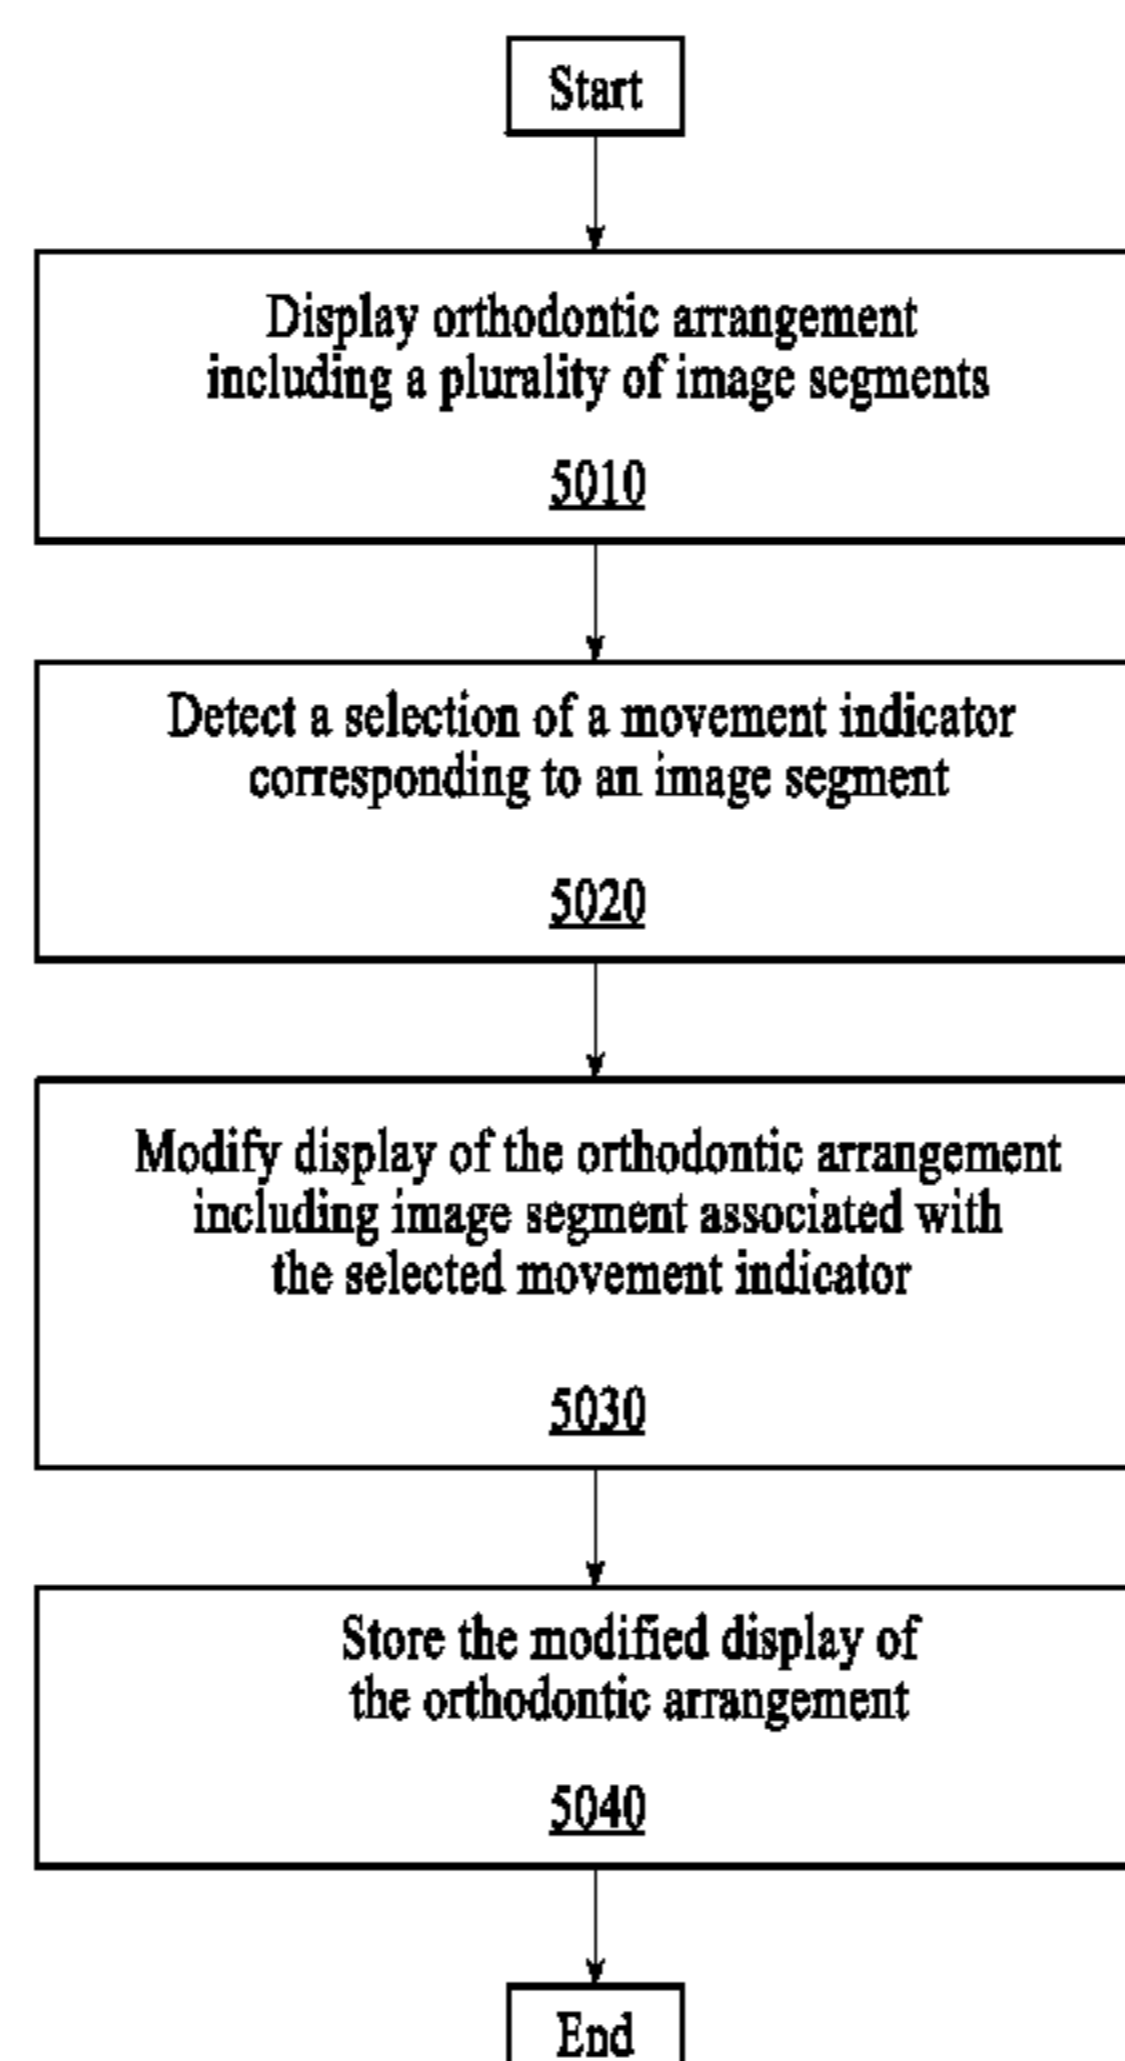 Start
Display orthodontic arrangement
including a plurality of image segments
5010
Detect a selection of a movement indicator
corresponding to an image segment
5020
Modify display of the orthodontic arrangement
including image segment associated with
the selected movement indicator
5030
Store the modified display of
the orthodontic arrangement
5040
End